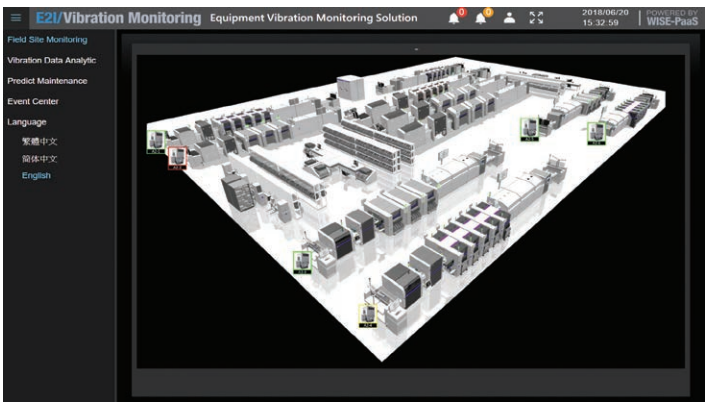 E2I/Vibration Monitoring Equipment Vibration Monitoring Solution 0 0 2018/06/20 15:32:59 POWERED BY WISE-PaaS
Field Site Monitoring
Vibration Data Analytic
Predict Maintenance
Event Center
Language
繁體中文
简体中文
English